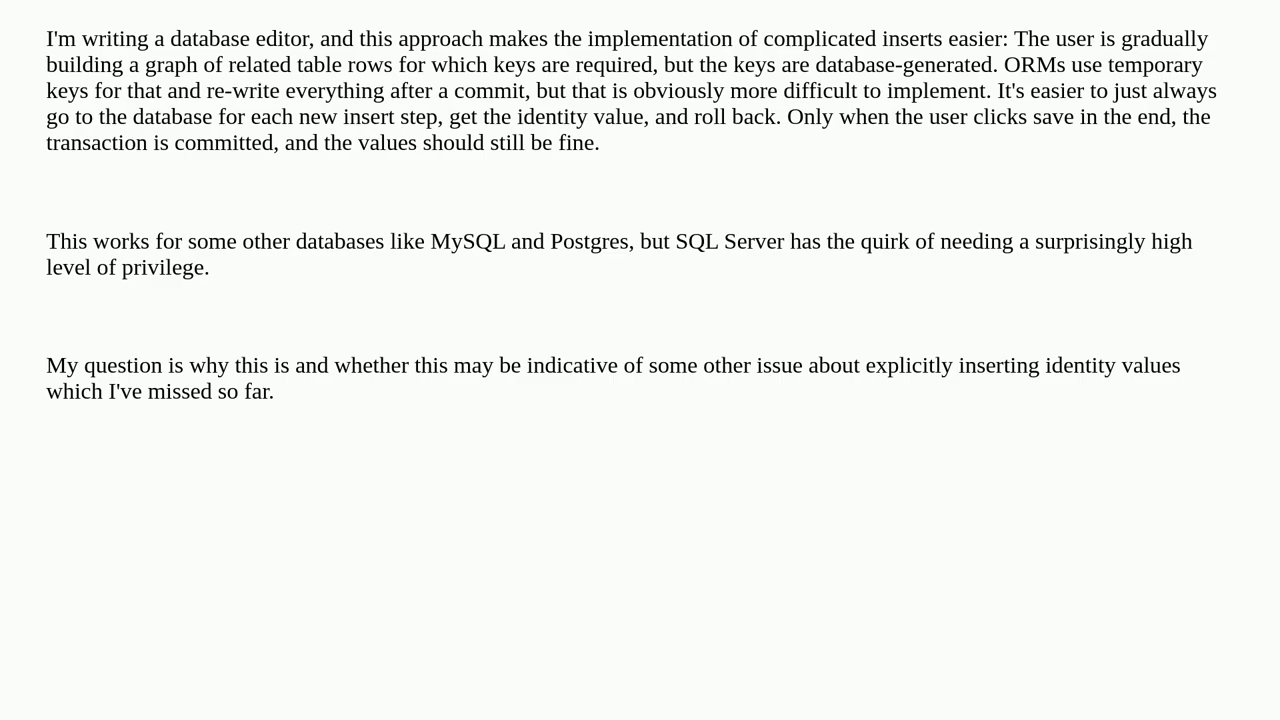 I'm writing a database editor, and this approach makes the implementation of complicated inserts easier: The user is gradually
building a graph of related table rows for which keys are required, but the keys are database-generated. ORMs use temporary
keys for that and re-write everything after a commit, but that is obviously more difficult to implement. It's easier to just always
go to the database for each new insert step, get the identity value, and roll back. Only when the user clicks save in the end, the
transaction is committed, and the values should still be fine.
This works for some other databases like MySQL and Postgres, but SQL Server has the quirk of needing a surprisingly high
level of privilege.
My question is why this is and whether this may be indicative of some other issue about explicitly inserting identity values
which I've missed so far.